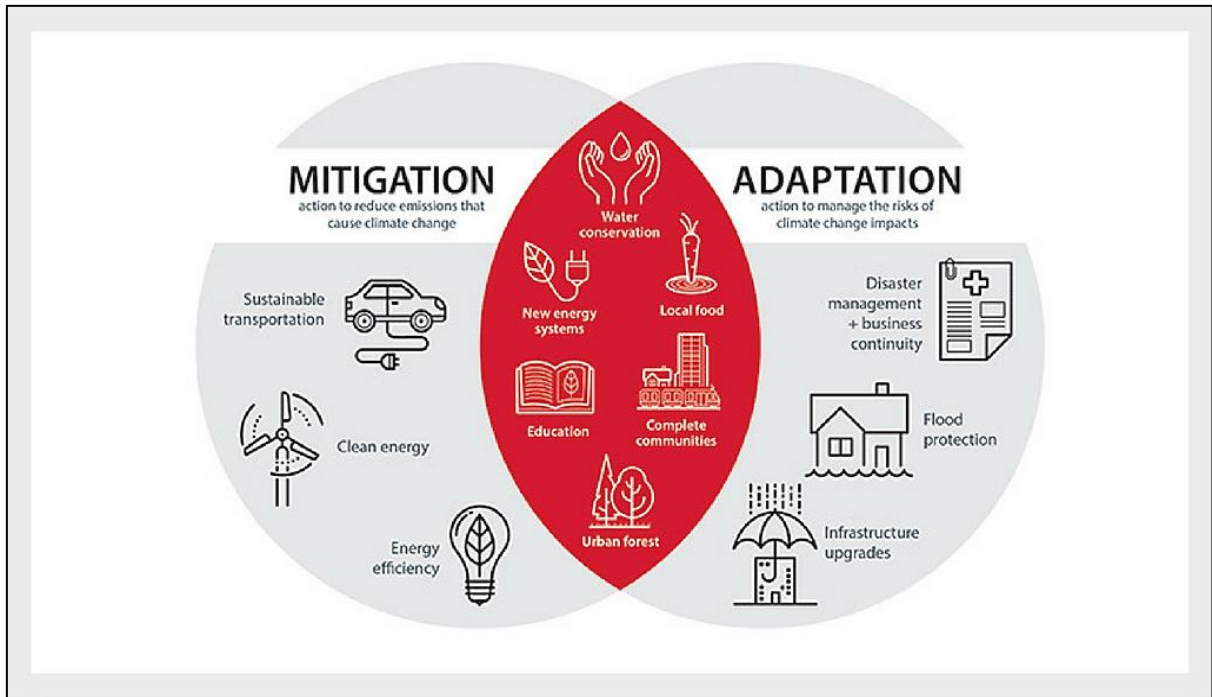 MITIGATION
action to reduce emissions that
cause climate change
Sustainable
transportation
Clean energy
Energy
efficiency
Water
conservation
New energy
systems
Local food
Education
Complete
communities
Urban forest
ADAPTATION
action to manage the risks of
climate change impacts
Disaster
management
+ business
continuity
Flood
protection
Infrastructure
upgrades